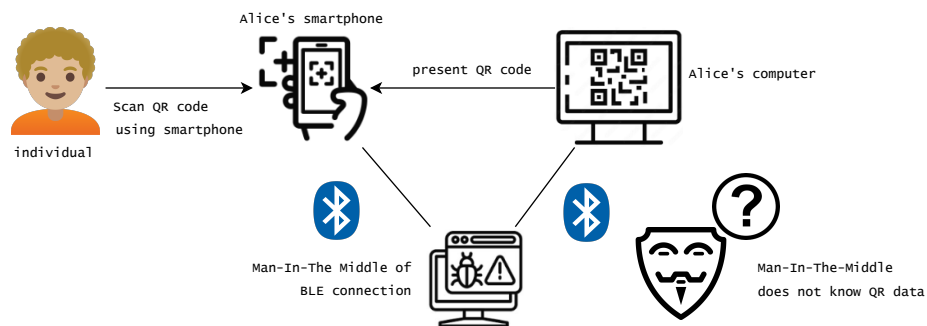 Alice's smartphone
present QR code
Alice's computer
Scan QR code
using smartphone
individual
Man-In-The Middle of
BLE connection
Man-In-The-Middle
does not know QR data
?